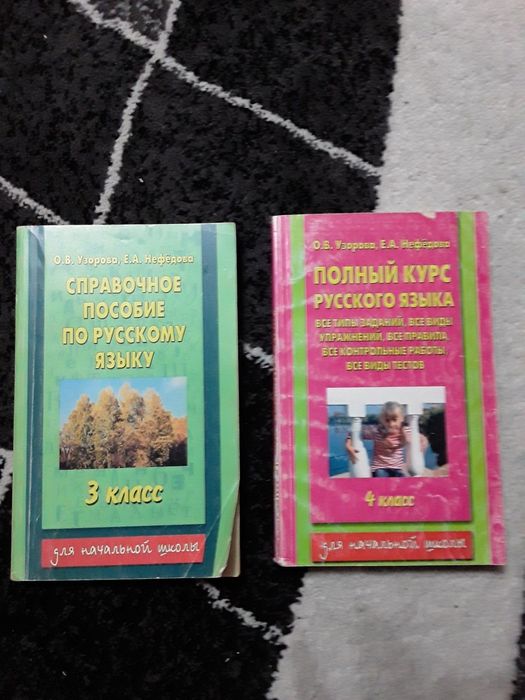 О.В. Узорова, Е.А. Нефёдова
СПРАВОЧНОЕ
ПОСОБИЕ
ПО РУССКОМУ
ЯЗЫКУ
3 класс
для начальной школы
О.В. Узорова, Е.А. Нефёдова
ПОЛНЫЙ КУРС
РУССКОГО ЯЗЫКА
ВСЕ ТИПЫ ЗАДАНИЙ, ВСЕ ВИДЫ
УПРАЖНЕНИЙ, ВСЕ ПРАВИЛА
ВСЕ КОНТРОЛЬНЫЕ РАБОТЫ
ВСЕ ВИДЫ ТЕСТОВ
4 класс
для начальной школы